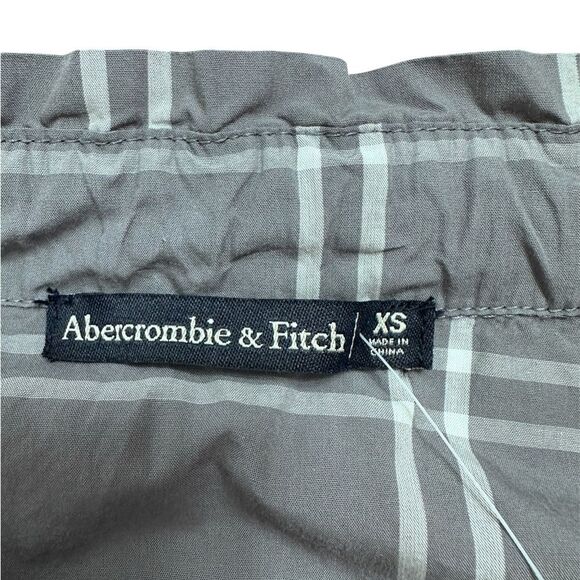 Abercrombie & Fitch
XS
MADE IN
CHINA